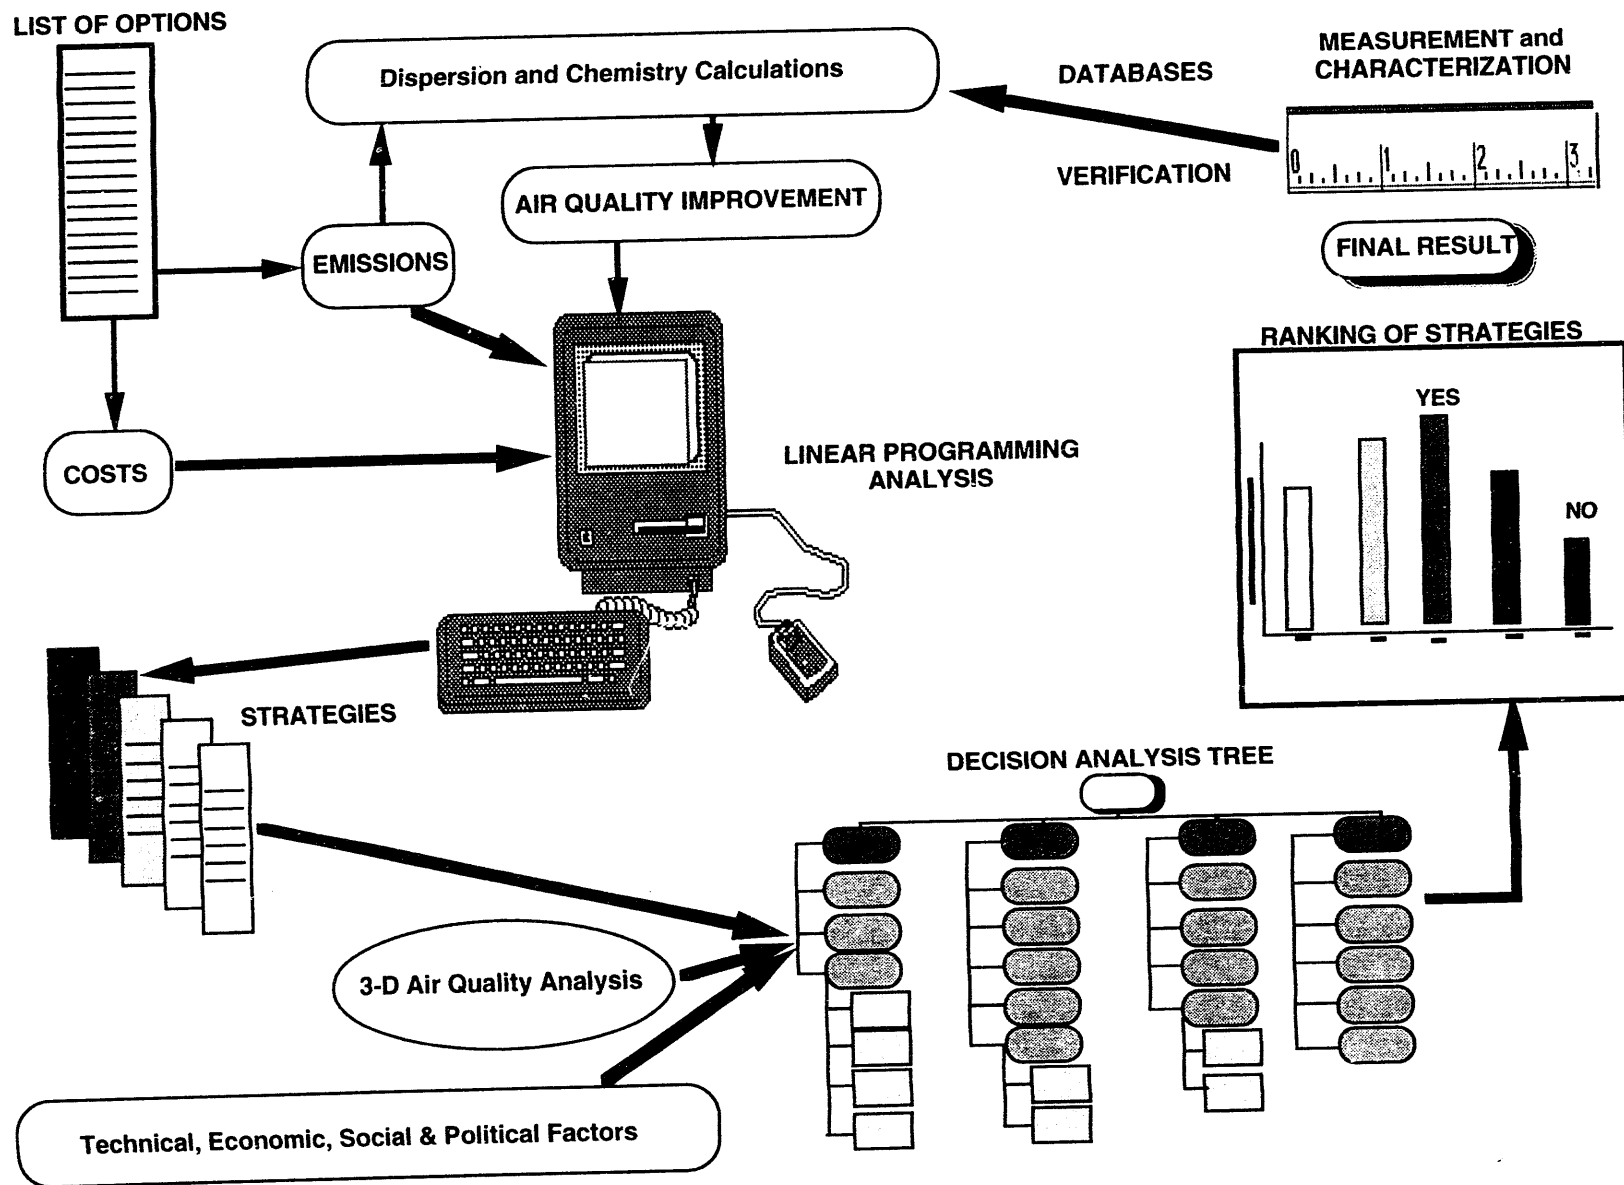 LIST OF OPTIONS
Dispersion and Chemistry Calculations
DATABASES
MEASUREMENT and
CHARACTERIZATION
0 1 2 3
VERIFICATION
AIR QUALITY IMPROVEMENT
EMISSIONS
FINAL RESULT
RANKING OF STRATEGIES
YES
NO
COSTS
LINEAR PROGRAMMING
ANALYSIS
STRATEGIES
DECISION ANALYSIS TREE
3-D Air Quality Analysis
Technical, Economic, Social & Political Factors